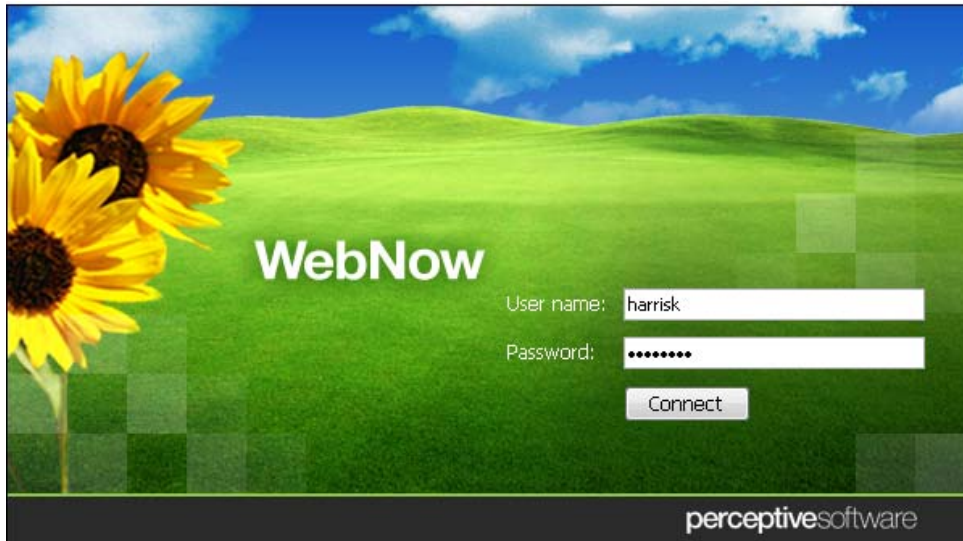 WebNow
User name: harrisk
Password: ••••••••
Connect
perceptivesoftware